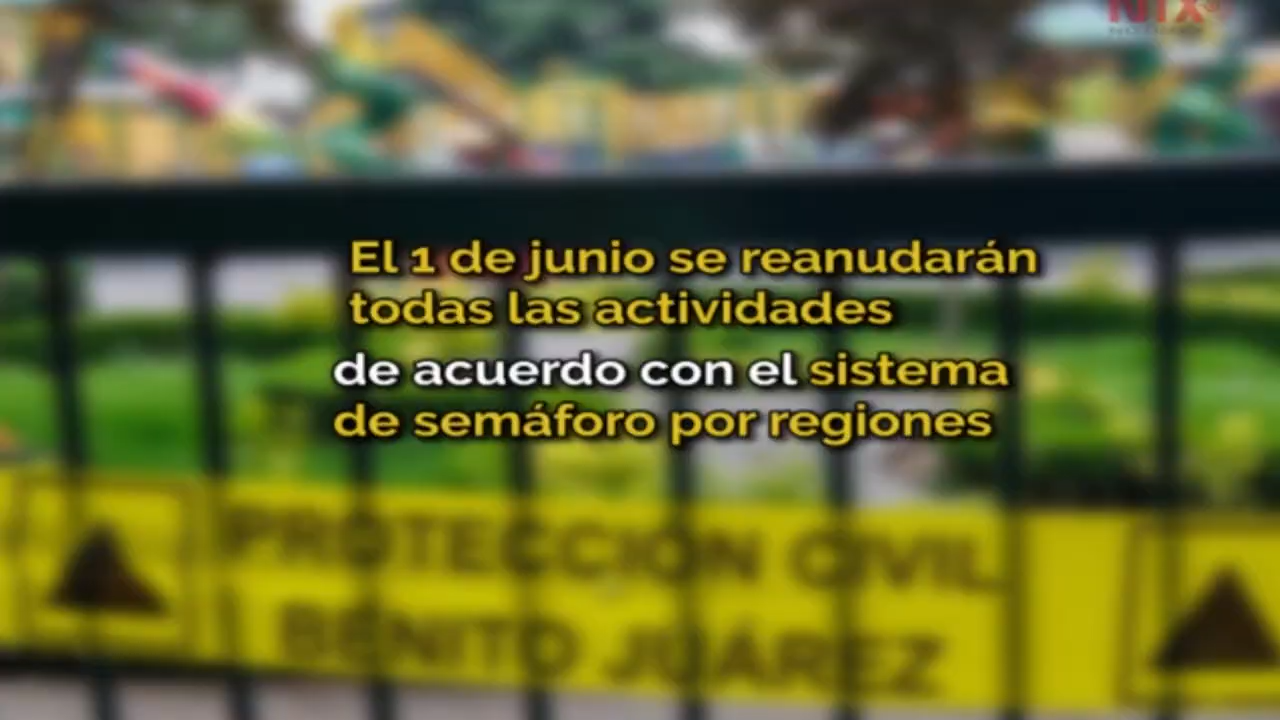 NTX
El 1 de junio se reanudarán
todas las actividades
de acuerdo con el sistema
de semáforo por regiones
PROTECCIÓN CIVIL
BENITO JUÁREZ